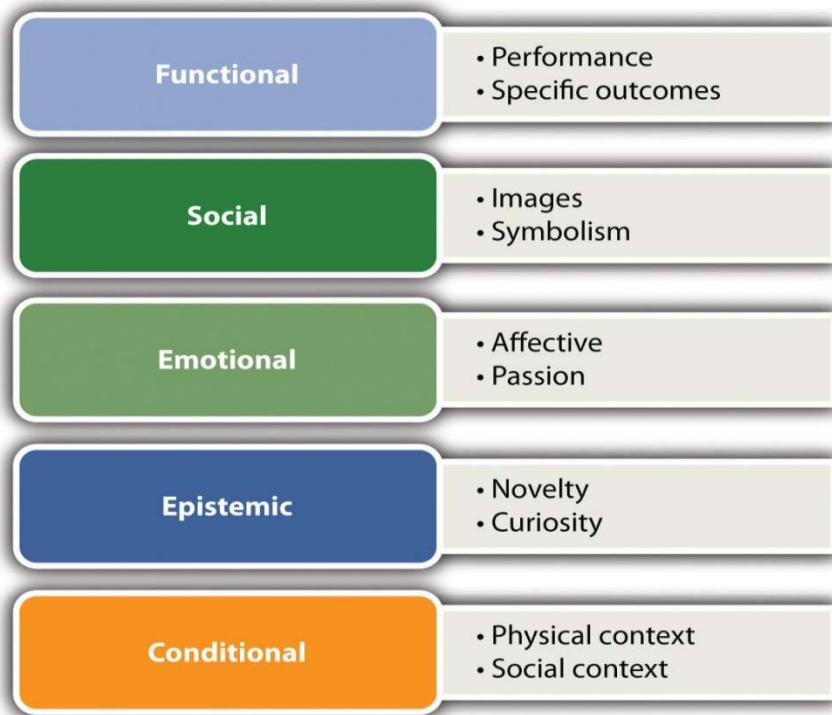 Functional
• Performance
• Specific outcomes
Social
• Images
• Symbolism
Emotional
• Affective
• Passion
Epistemic
• Novelty
• Curiosity
Conditional
• Physical context
• Social context